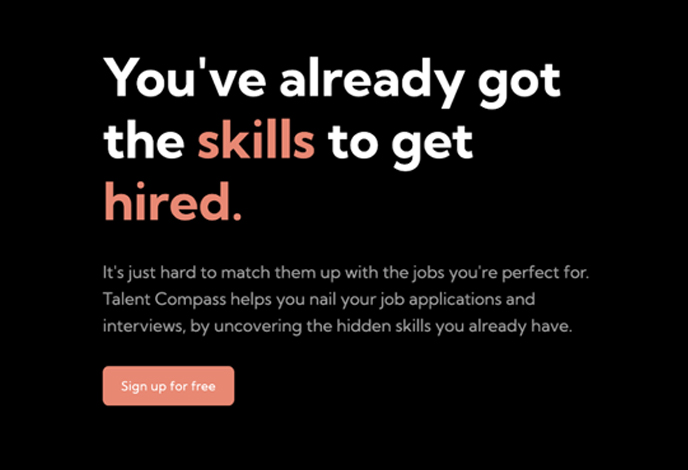 You've already got
the skills to get
hired.
It's just hard to match them up with the jobs you're perfect for.
Talent Compass helps you nail your job applications and
interviews, by uncovering the hidden skills you already have.
Sign up for free